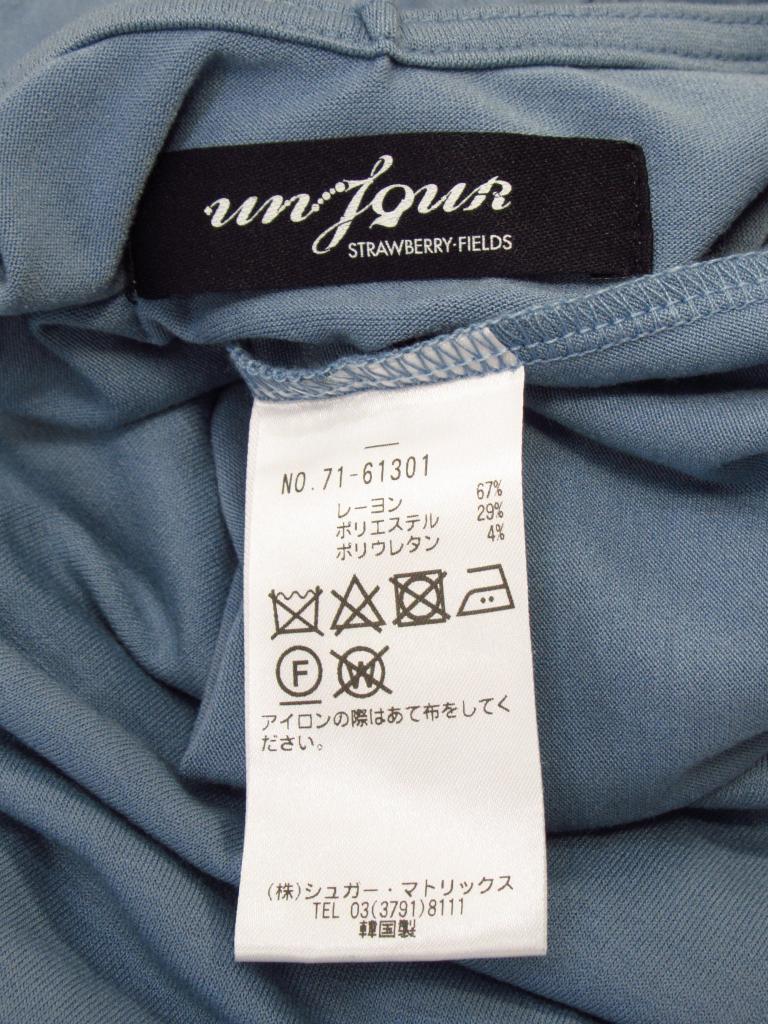 un jour
STRAWBERRY·FIELDS
NO.71-61301
レーヨン 67%
ポリエステル 29%
ポリウレタン 4%
F W
アイロンの際はあて布をしてく
ださい。
(株)シュガー・マトリックス
TEL 03(3791)8111
韓国製